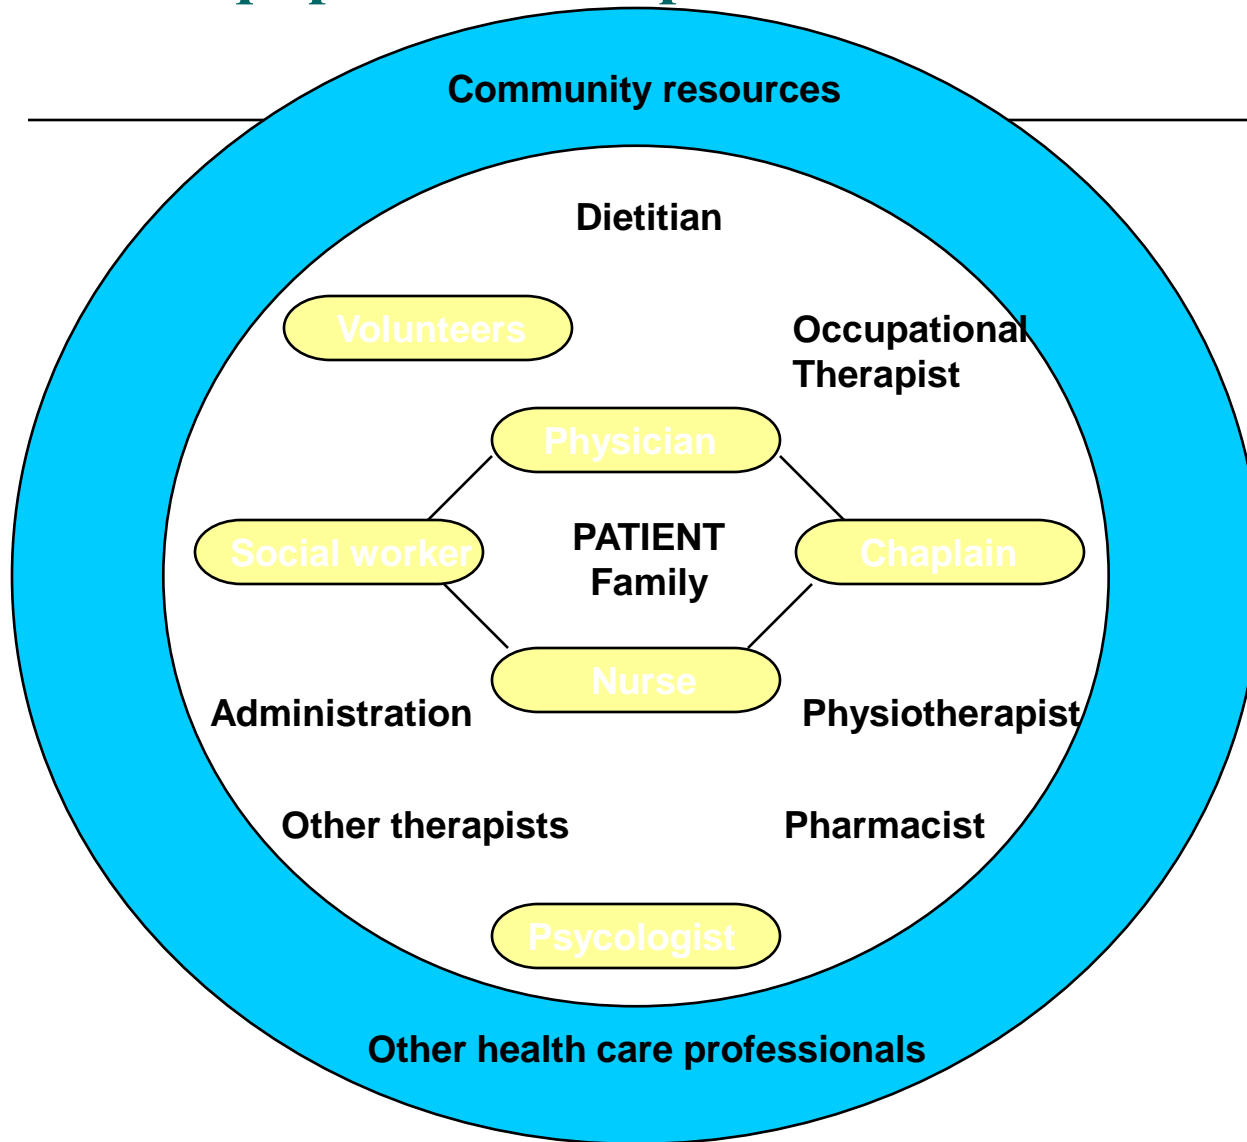 Community resources
Dietitian
Volunteers
Occupational
Therapist
Physician
Social worker
PATIENT
Family
Chaplain
Nurse
Administration
Physiotherapist
Other therapists
Pharmacist
Psycologist
Other health care professionals